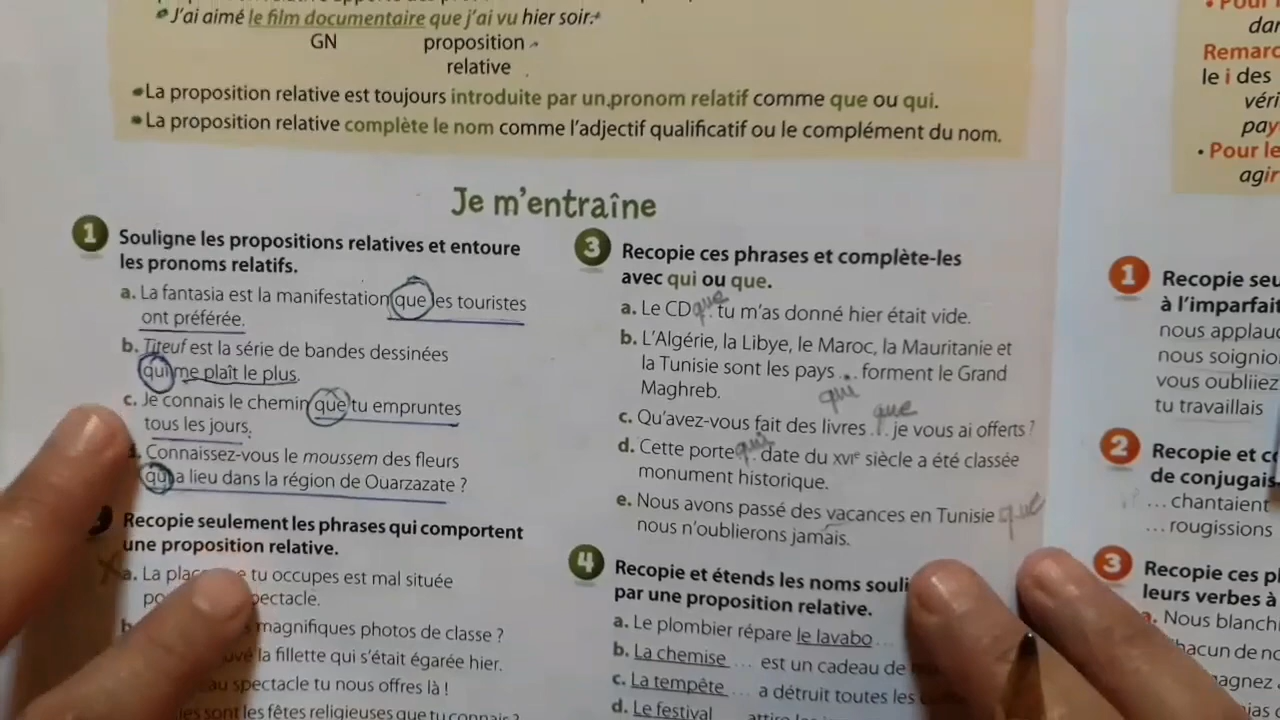 J'ai aimé le film documentaire que j'ai vu hier soir.
GN
proposition
relative
La proposition relative est toujours introduite par un pronom relatif comme que ou qui.
La proposition relative complète le nom comme l'adjectif qualificatif ou le complément du nom.
Je m'entraîne
1 Souligne les propositions relatives et entoure
les pronoms relatifs.
a. La fantasia est la manifestation que les touristes
ont préférée.
b. Titeuf est la série de bandes dessinées
qui me plaît le plus.
c. Je connais le chemin que tu empruntes
tous les jours.
Connaissez-vous le moussem des fleurs
qui a lieu dans la région de Ouarzazate ?
Recopie seulement les phrases qui comportent
une proposition relative.
a. La tu occupes est mal située
magnifiques photos de classe ?
la fillette qui s'était égarée hier.
au spectacle tu nous offres là !
sont les fêtes religieuses que tu connais ?
3 Recopie ces phrases et complète-les
avec qui ou que.
a. Le CD que tu m'as donné hier était vide.
b. L'Algérie, la Libye, le Maroc, la Mauritanie et
la Tunisie sont les pays ... forment le Grand
Maghreb. qui
que
c. Qu'avez-vous fait des livres ... je vous ai offerts ?
d. Cette porte qui date du XVIe siècle a été classée
monument historique.
e. Nous avons passé des vacances en Tunisie que
nous n'oublierons jamais.
4 Recopie et étends les noms
par une proposition relative.
a. Le plombier répare le lavabo ...
b. La chemise ... est un cadeau de
c. La tempête ... a détruit toutes les
d. Le festival
Remarq
le i des
Pour le
1 Recopie
à l'imparfait
nous
nous
vous oubliiez
tu travaillais
2 Recopie et
de
... chantaient
... rougissions
3 Recopie ces
leurs verbes à
Nous